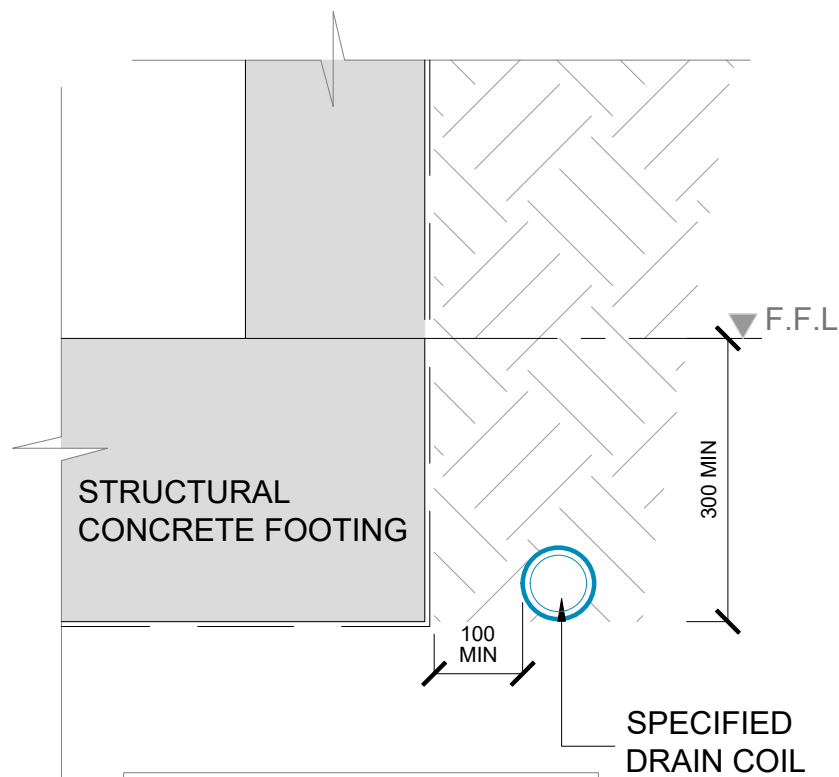 F.F.L
STRUCTURAL
CONCRETE FOOTING
300 MIN
100
MIN
SPECIFIED
DRAIN COIL